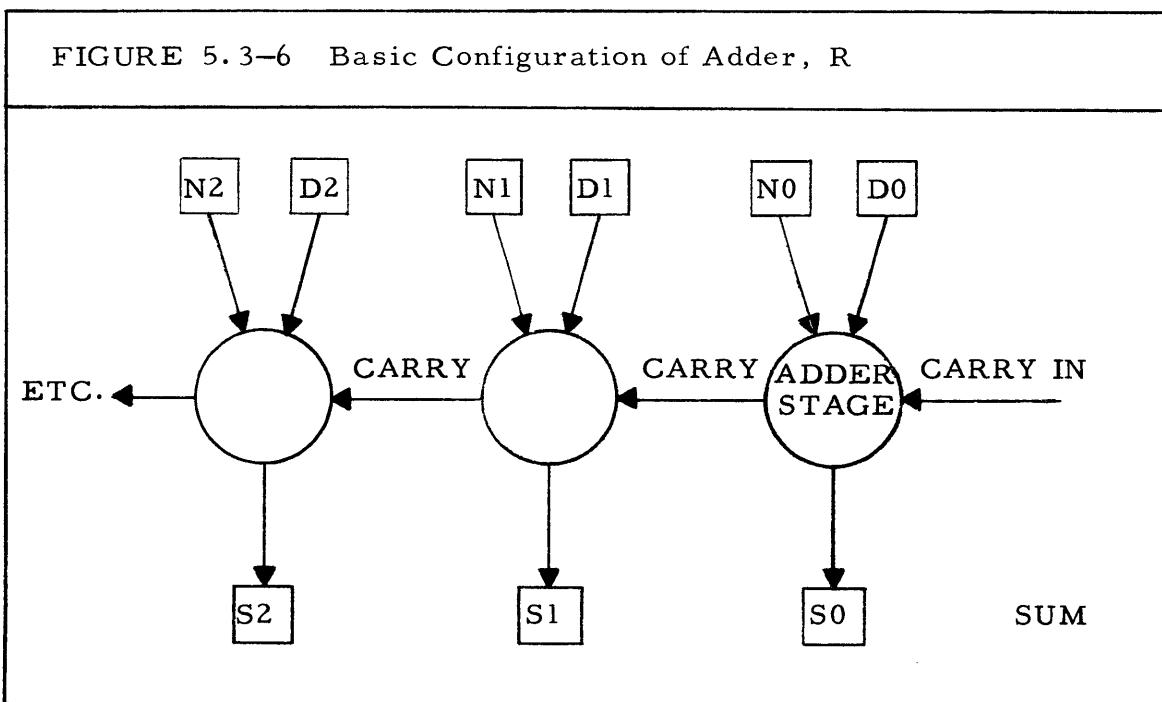 FIGURE 5.3-6 Basic Configuration of Adder, R
N2 D2 N1 D1 N0 D0
ETC. CARRY CARRY ADDER STAGE CARRY IN
S2 S1 S0 SUM